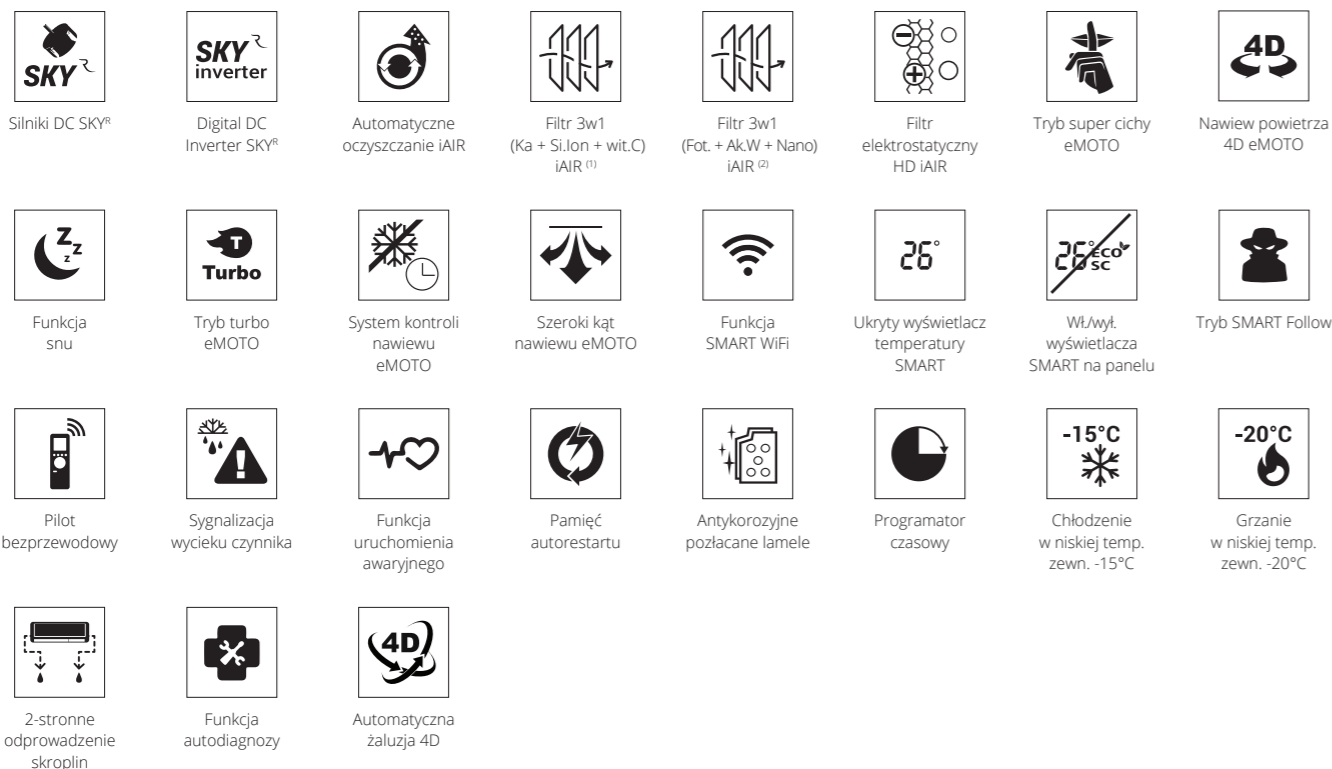 SKY R
Silniki DC SKYᴿ
SKY R
inverter
Digital DC
Inverter SKYᴿ
Automatyczne
oczyszczanie iAIR
Filtr 3w1
(Ka + Si.Ion + wit.C)
iAIR (1)
Filtr 3w1
(Fot. + Ak.W + Nano)
iAIR (2)
Filtr
elektrostatyczny
HD iAIR
Tryb super cichy
eMOTO
4D
Nawiew powietrza
4D eMOTO
Z z z
Funkcja
snu
T
Turbo
Tryb turbo
eMOTO
System kontroli
nawiewu
eMOTO
Szeroki kąt
nawiewu eMOTO
Funkcja
SMART WiFi
26°
Ukryty wyświetlacz
temperatury
SMART
26° ECO
SC
Wł./wył.
wyświetlacza
SMART na panelu
Tryb SMART Follow
Pilot
bezprzewodowy
Sygnalizacja
wycieku czynnika
Funkcja
uruchomienia
awaryjnego
Pamięć
autorestartu
Antykorozyjne
pozłacane lamele
Programator
czasowy
-15°C
Chłodzenie
w niskiej temp.
zewn. -15°C
-20°C
Grzanie
w niskiej temp.
zewn. -20°C
2-stronne
odprowadzenie
skroplin
Funkcja
autodiagnozy
4D
Automatyczna
żaluzja 4D